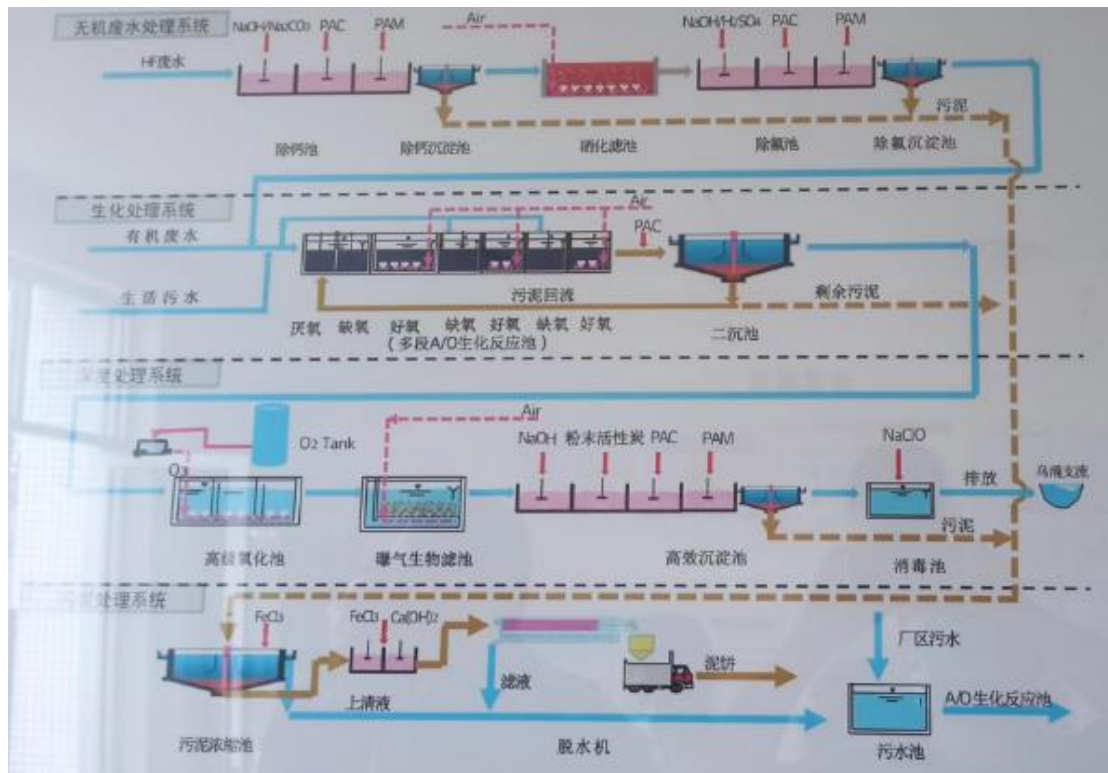 无机废水处理系统
NaOH/Na₂CO₃ PAC PAM Air NaOH/H₂SO₄ PAC PAM
HF废水
污泥
除钙池 除钙沉淀池 硝化滤池 除氟池 除氟沉淀池
生化处理系统
Air
有机废水 PAC
生活污水 污泥回流 剩余污泥
厌氧 缺氧 好氧 缺氧 好氧 缺氧 好氧
(多段A/O生化反应池) 二沉池
深度处理系统
Air
O₂ Tank NaOH 粉末活性炭 PAC PAM NaClO
O₃ 排放
污泥
高级氧化池 曝气生物滤池 高效沉淀池 消毒池
污泥处理系统
FeCl₃ FeCl₃ Ca(OH)₂
厂区污水
滤液 泥饼
上清液 A/O生化反应池
污泥浓缩池 脱水机 污水池